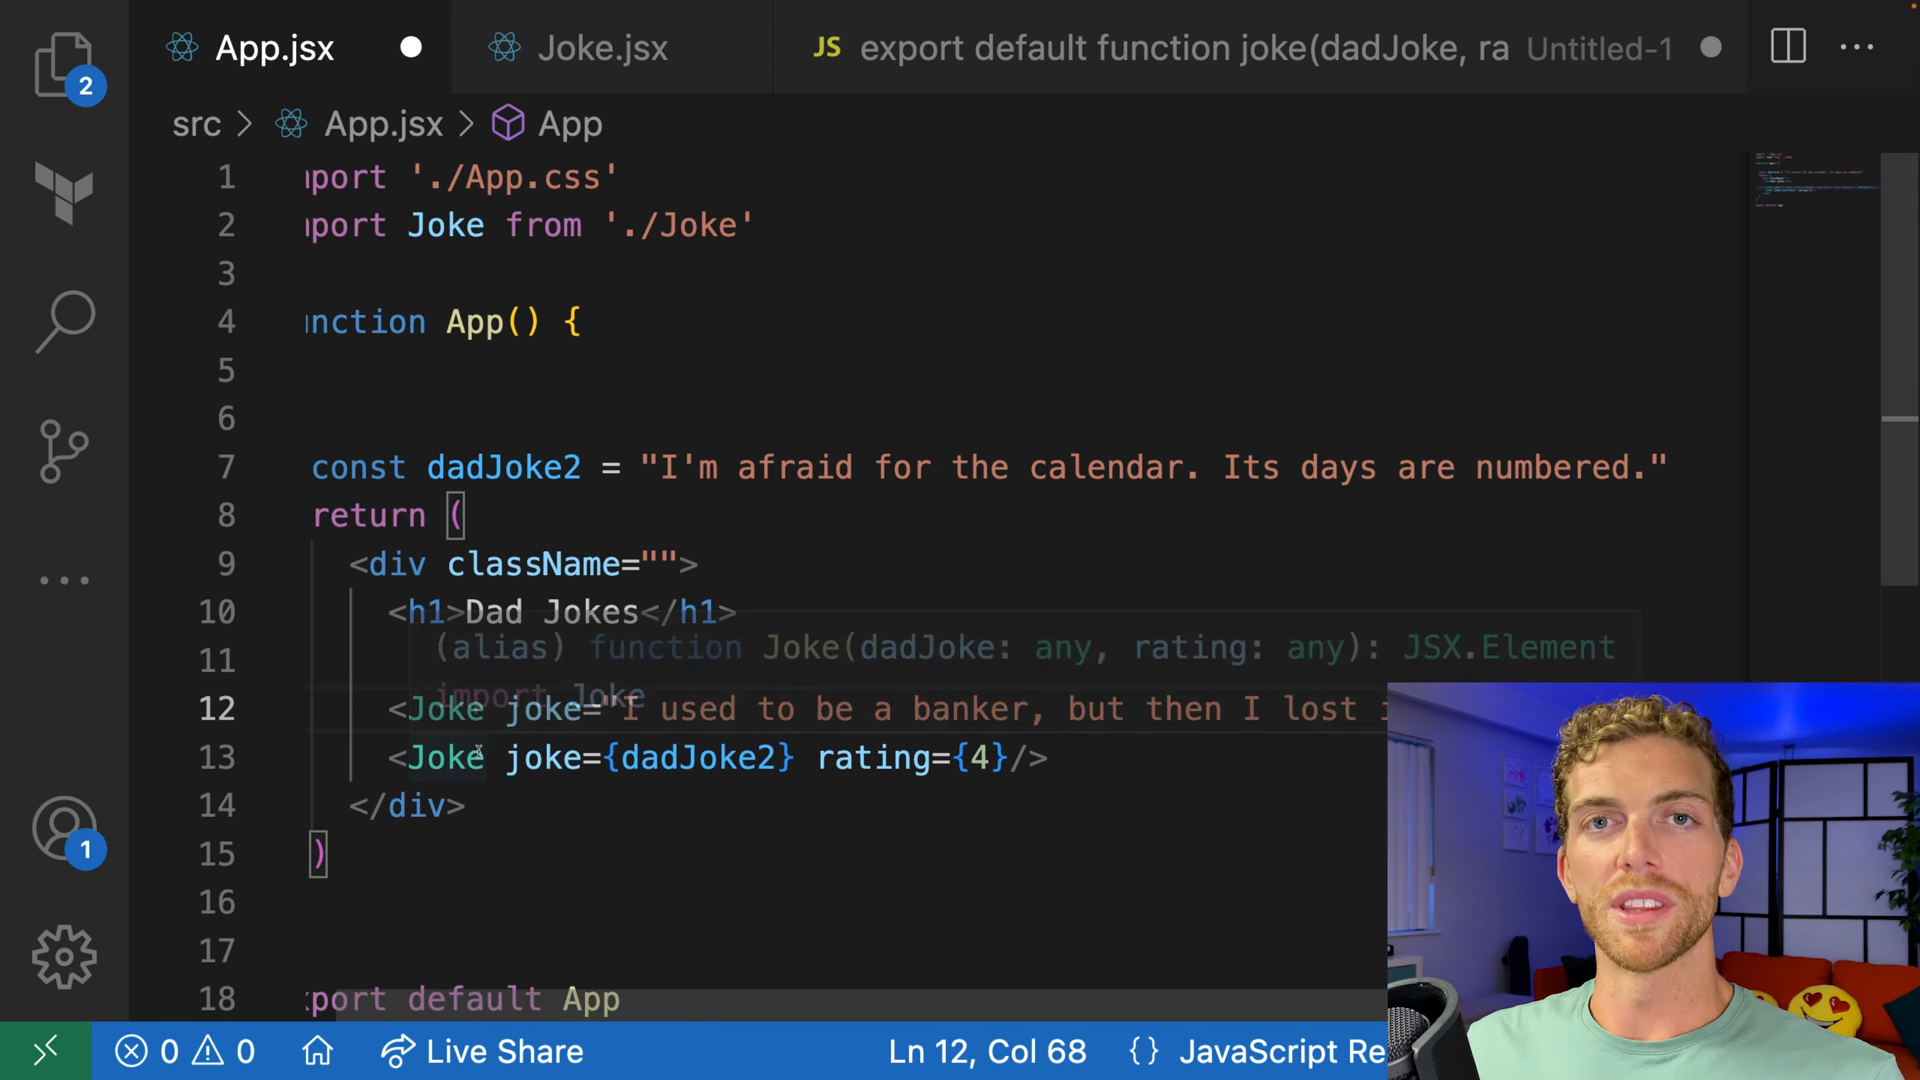 App.jsx
Joke.jsx
JS export default function joke(dadJoke, ra Untitled-1
2
src > App.jsx > App
1 port './App.css'
2 port Joke from './Joke'
3
4 nction App() {
5
6
7 const dadJoke2 = "I'm afraid for the calendar. Its days are numbered."
8 return (
9 <div className="">
10 <h1>Dad Jokes</h1>
(alias) function Joke(dadJoke: any, rating: any): JSX.Element
11
import Joke
12 <Joke joke="I used to be a banker, but then I lost i
13 <Joke joke={dadJoke2} rating={4}/>
14 </div>
15 )
16
17
18 port default App
1
0 0 Live Share Ln 12, Col 68 {} JavaScript Re